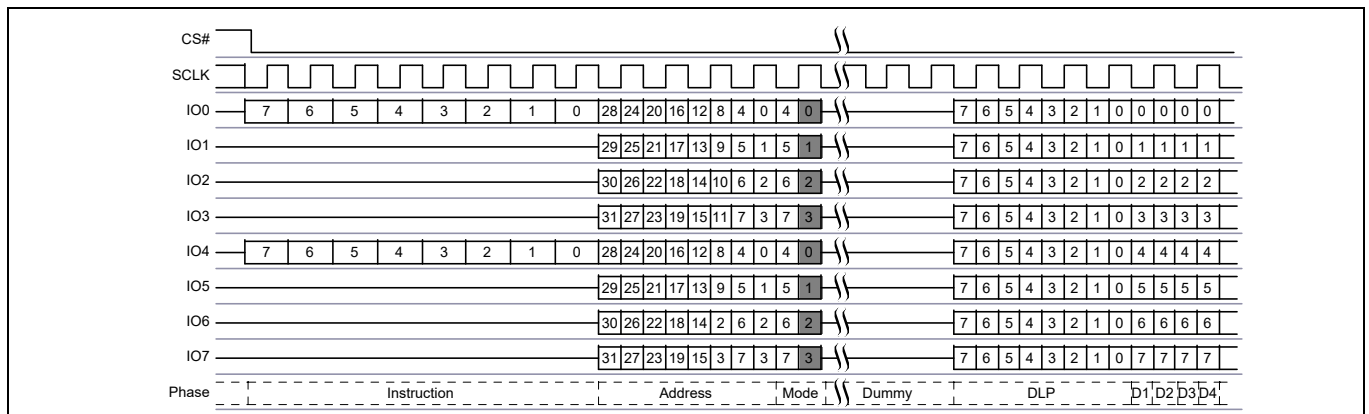 CS#
SCLK
IO0 7 6 5 4 3 2 1 0 28 24 20 16 12 8 4 0 4 0 7 6 5 4 3 2 1 0 0 0 0 0
IO1 29 25 21 17 13 9 5 1 5 1 7 6 5 4 3 2 1 0 1 1 1 1
IO2 30 26 22 18 14 10 6 2 6 2 7 6 5 4 3 2 1 0 2 2 2 2
IO3 31 27 23 19 15 11 7 3 7 3 7 6 5 4 3 2 1 0 3 3 3 3
IO4 7 6 5 4 3 2 1 0 28 24 20 16 12 8 4 0 4 0 7 6 5 4 3 2 1 0 4 4 4 4
IO5 29 25 21 17 13 9 5 1 5 1 7 6 5 4 3 2 1 0 5 5 5 5
IO6 30 26 22 18 14 2 6 2 6 2 7 6 5 4 3 2 1 0 6 6 6 6
IO7 31 27 23 19 15 3 7 3 7 3 7 6 5 4 3 2 1 0 7 7 7 7
Phase Instruction Address Mode Dummy DLP D1 D2 D3 D4